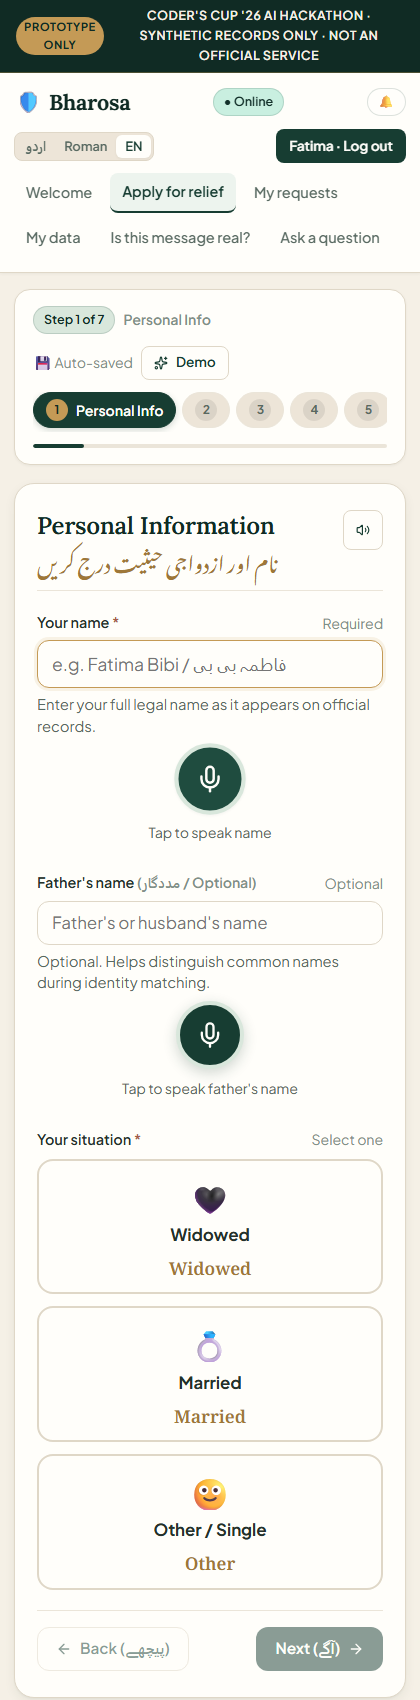 PROTOTYPE ONLY
CODER'S CUP '26 AI HACKATHON ·
SYNTHETIC RECORDS ONLY · NOT AN
OFFICIAL SERVICE
Bharosa
● Online
اردو
Roman
EN
Fatima · Log out
Welcome
Apply for relief
My requests
My data
Is this message real?
Ask a question
Step 1 of 7
Personal Info
Auto-saved
Demo
1 Personal Info
2
3
4
5
Personal Information
نام اور ازدواجی حیثیت درج کریں
Your name *
Required
e.g. Fatima Bibi / فاطمہ بی بی
Enter your full legal name as it appears on official
records.
Tap to speak name
Father's name (مددگار / Optional)
Optional
Father's or husband's name
Optional. Helps distinguish common names
during identity matching.
Tap to speak father's name
Your situation *
Select one
Widowed
Widowed
Married
Married
Other / Single
Other
← Back (پیچھے)
Next (آگے) →